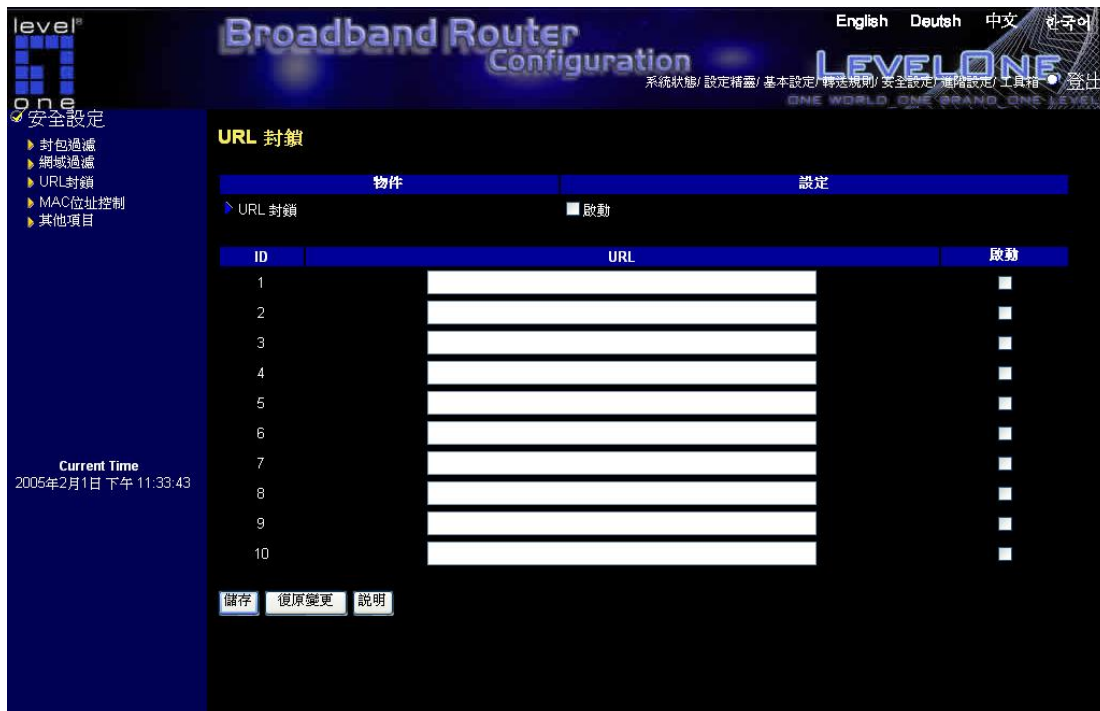 level®
one
Broadband Router
Configuration
English Deutsh 中文 한국어
LEVELONE
系統狀態/ 設定精靈/ 基本設定/ 轉送規則/ 安全設定/ 進階設定/ 工具箱 登出
ONE WORLD_ONE BRAND_ONE LEVEL
安全設定
封包過濾
網域過濾
URL封鎖
MAC位址控制
其他項目
Current Time
2005年2月1日 下午 11:33:43
URL 封鎖
物件 設定
URL 封鎖 啟動
ID URL 啟動
1
2
3
4
5
6
7
8
9
10
儲存 復原變更 說明